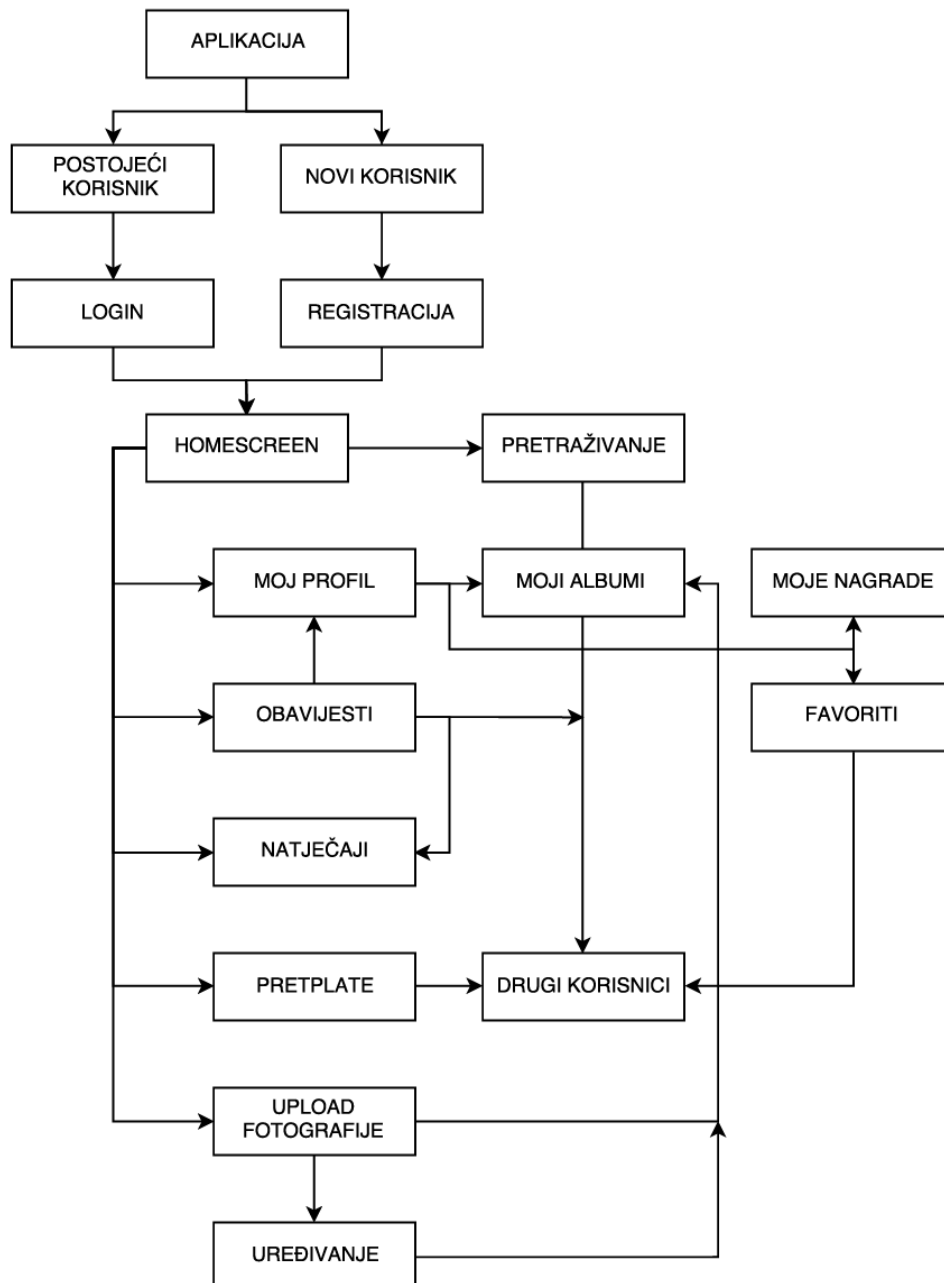 APLIKACIJA
POSTOJEĆI
KORISNIK
NOVI KORISNIK
LOGIN
REGISTRACIJA
HOMESCREEN
PRETRAŽIVANJE
MOJ PROFIL
MOJI ALBUMI
MOJE NAGRADE
OBAVIJESTI
FAVORITI
NATJEČAJI
PRETPLATE
DRUGI KORISNICI
UPLOAD
FOTOGRAFIJE
UREĐIVANJE